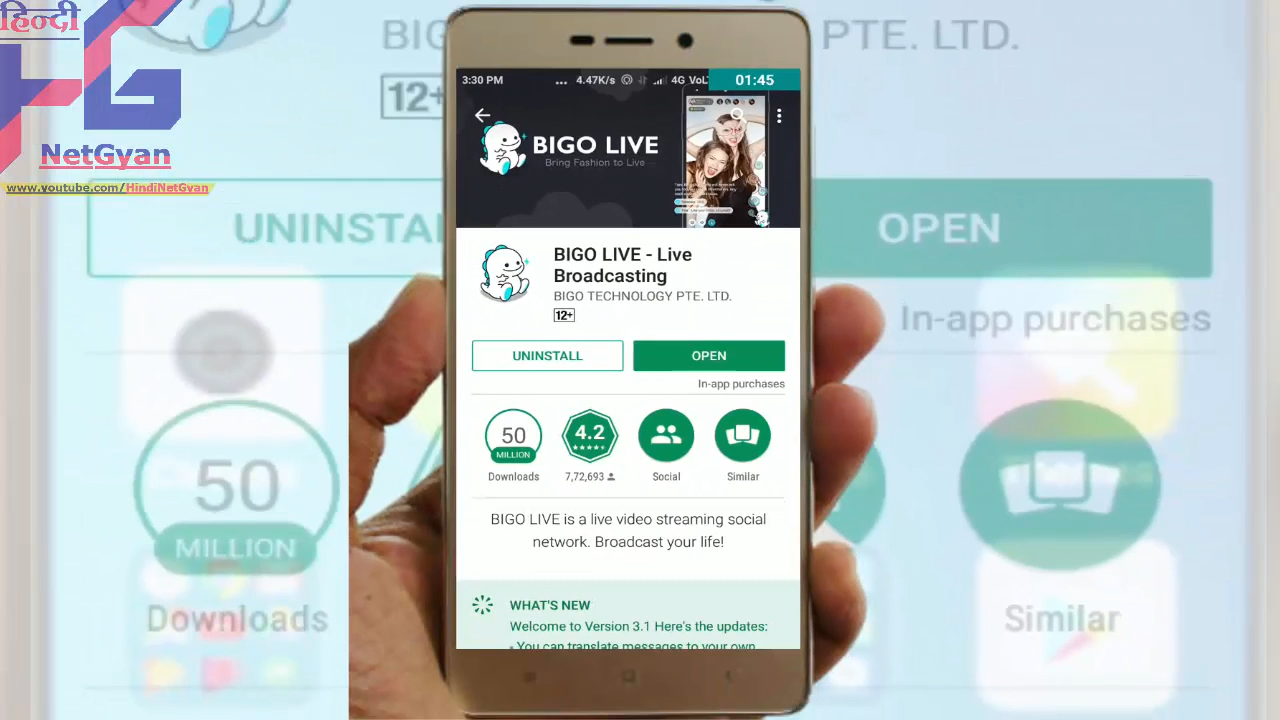 हिन्दी
NetGyan
www.youtube.com/HindiNetGyan
BIG
PTE. LTD.
12+
UNINSTAL
OPEN
In-app purchases
50
MILLION
Downloads
Similar
3:30 PM
... 4.47K/s 4G VoL
01:45
BIGO LIVE
Bring Fashion to Live
BIGO LIVE - Live
Broadcasting
BIGO TECHNOLOGY PTE. LTD.
12+
UNINSTALL
OPEN
In-app purchases
50
MILLION
4.2
Downloads
7,72,693
Social
Similar
BIGO LIVE is a live video streaming social
network. Broadcast your life!
WHAT'S NEW
Welcome to Version 3.1 Here's the updates:
- You can translate messages to your own